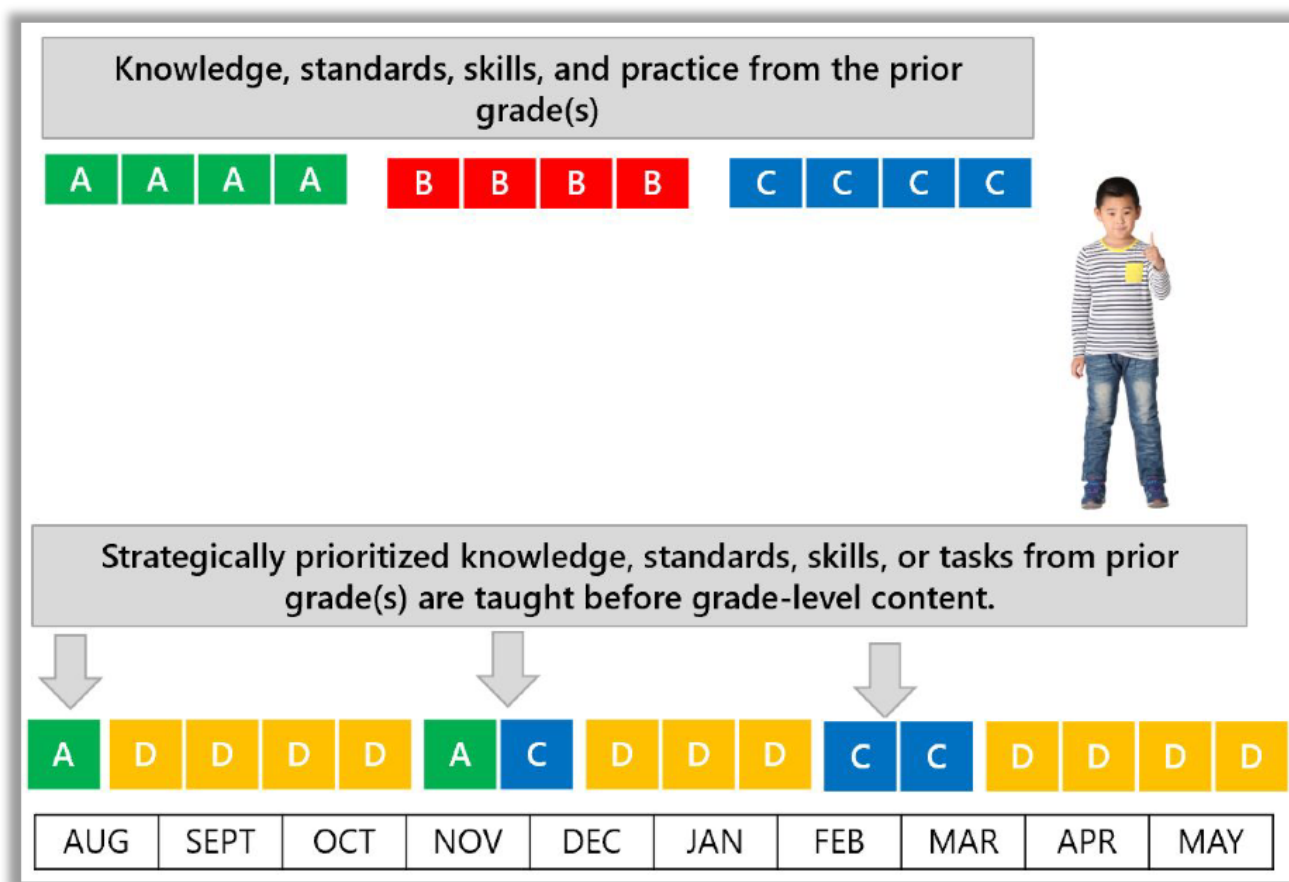 Knowledge, standards, skills, and practice from the prior
grade(s)
A A A A B B B B C C C C
Strategically prioritized knowledge, standards, skills, or tasks from prior
grade(s) are taught before grade-level content.
A D D D D A C D D D C C D D D D
AUG SEPT OCT NOV DEC JAN FEB MAR APR MAY